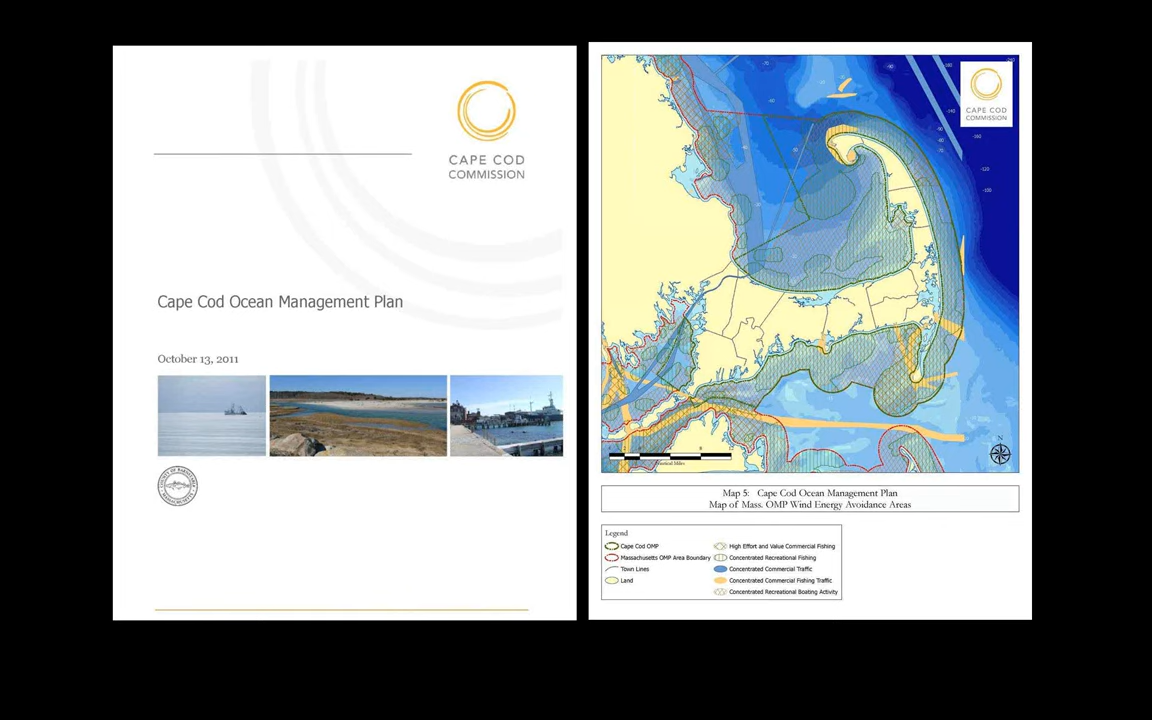 CAPE COD
COMMISSION
Cape Cod Ocean Management Plan
October 13, 2011
CAPE COD
COMMISSION
N
Nautical Miles
Map 5: Cape Cod Ocean Management Plan
Map of Mass. OMP Wind Energy Avoidance Areas
Legend
Cape Cod OMP
Massachusetts OMP Area Boundary
Town Lines
Land
High Effort and Value Commercial Fishing
Concentrated Recreational Fishing
Concentrated Commercial Traffic
Concentrated Commercial Fishing Traffic
Concentrated Recreational Boating Activity